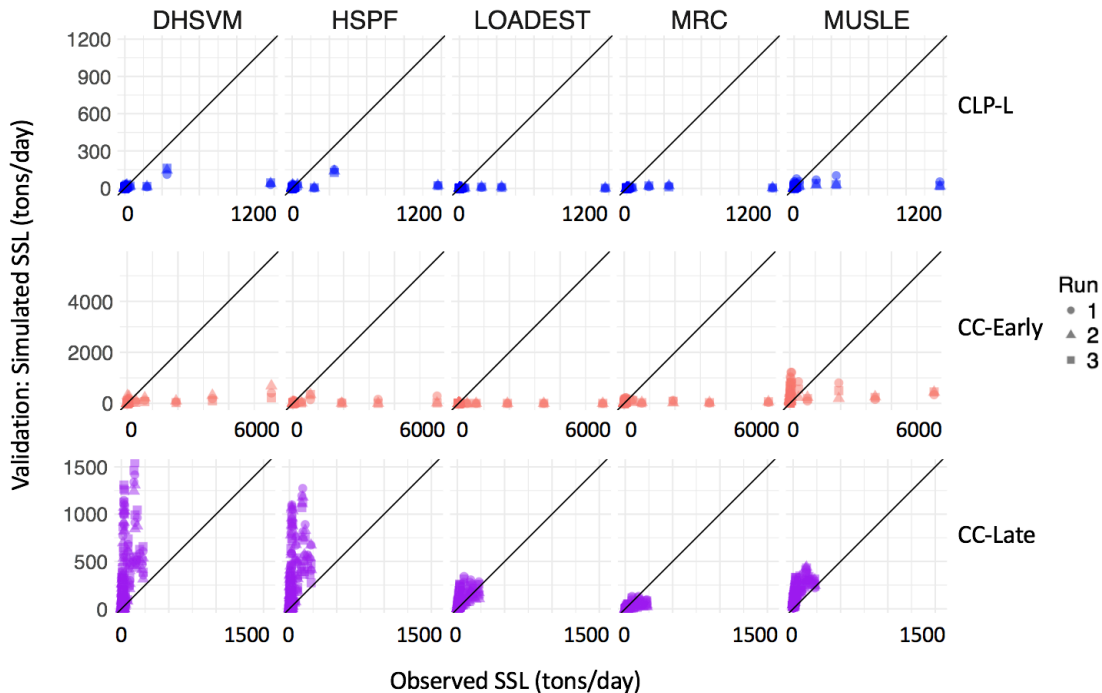 DHSVM HSPF LOADEST MRC MUSLE
1200
900
600
300
0
CLP-L
0 1200 0 1200 0 1200 0 1200 0 1200
4000
2000
0
CC-Early
0 6000 0 6000 0 6000 0 6000 0 6000
1500
1000
500
0
CC-Late
0 1500 0 1500 0 1500 0 1500 0 1500
Validation: Simulated SSL (tons/day)
Observed SSL (tons/day)
Run
1
2
3